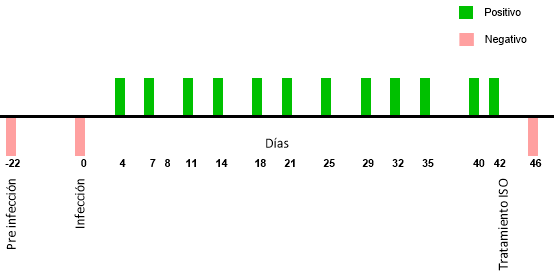 Positivo
Negativo
Días
-22 0 4 7 8 11 14 18 21 25 29 32 35 40 42 46
Pre infección
Infección
Tratamiento ISO